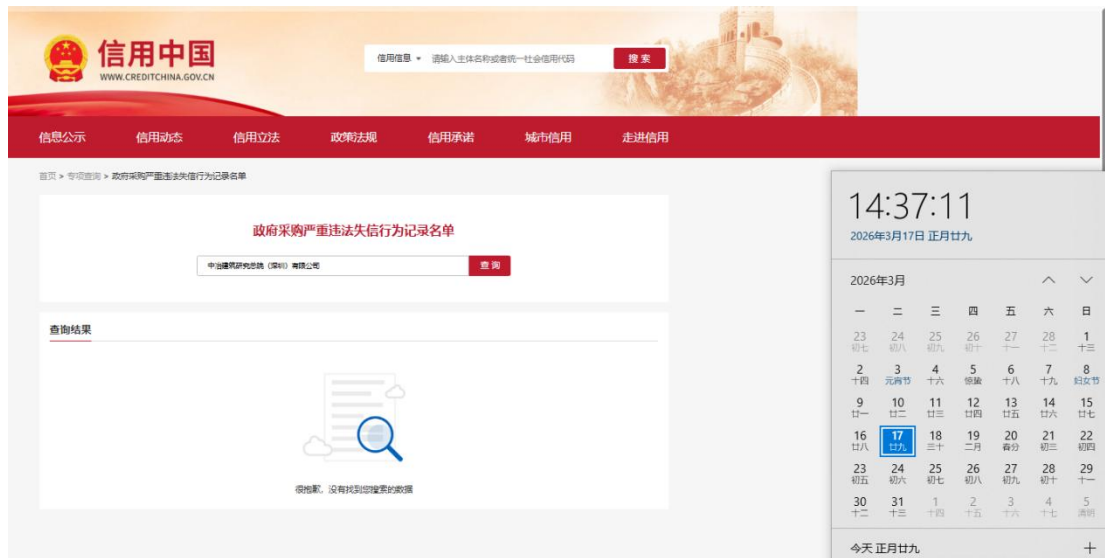 信用中国
WWW.CREDITCHINA.GOV.CN
信用信息 请输入主体名称或者统一社会信用代码 搜索
信息公示 信用动态 信用立法 政策法规 信用承诺 城市信用 走进信用
首页 > 专项查询 > 政府采购严重违法失信行为记录名单
政府采购严重违法失信行为记录名单
中冶建筑研究总院（深圳）有限公司 查询
查询结果
很抱歉，没有找到您搜索的数据
14:37:11
2026年3月17日 正月廿九
2026年3月
一 二 三 四 五 六 日
23 24 25 26 27 28 1
初七 初八 初九 初十 十一 十二 十三
2 3 4 5 6 7 8
十四 元宵节 十六 惊蛰 十八 十九 妇女节
9 10 11 12 13 14 15
廿一 廿二 廿三 廿四 廿五 廿六 廿七
16 17 18 19 20 21 22
廿八 廿九 三十 二月 春分 初三 初四
23 24 25 26 27 28 29
初五 初六 初七 初八 初九 初十 十一
30 31 1 2 3 4 5
十二 十三 十四 十五 十六 十七 清明
今天 正月廿九